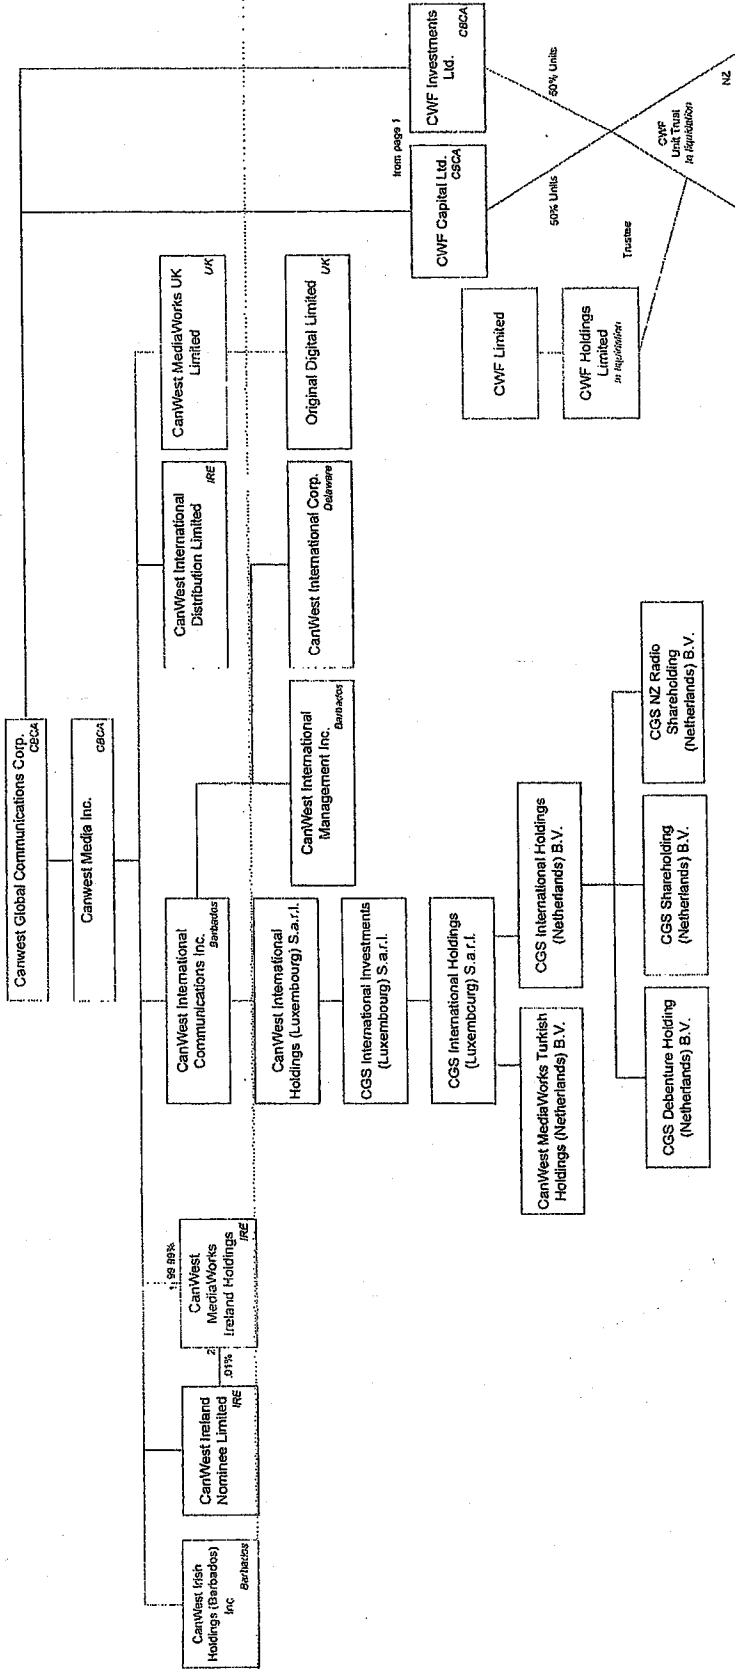 Canwest Global Communications Corp.
CBCA
Canwest Media Inc.
CBCA
CanWest Irish
Holdings (Barbados)
Inc
Barbados
CanWest Ireland
Nominee Limited
IRE
2
.01%
1 99.99%
CanWest
MediaWorks
Ireland Holdings
IRE
CanWest International
Communications Inc.
Barbados
CanWest International
Distribution Limited
IRE
CanWest MediaWorks UK
Limited
UK
CanWest International
Holdings (Luxembourg) S.a.r.l.
CanWest International
Management Inc.
Barbados
CanWest International Corp.
Delaware
Original Digital Limited
UK
CGS International Investments
(Luxembourg) S.a.r.l.
CGS International Holdings
(Luxembourg) S.a.r.l.
CanWest MediaWorks Turkish
Holdings (Netherlands) B.V.
CGS International Holdings
(Netherlands) B.V.
CGS Debenture Holding
(Netherlands) B.V.
CGS Shareholding
(Netherlands) B.V.
CGS NZ Radio
Shareholding
(Netherlands) B.V.
from page 1
CWF Capital Ltd.
CBCA
CWF Investments
Ltd.
CBCA
CWF Limited
CWF Holdings
Limited
In liquidation
50% Units
50% Units
Trustee
CWF
Unit Trust
In liquidation
NZ